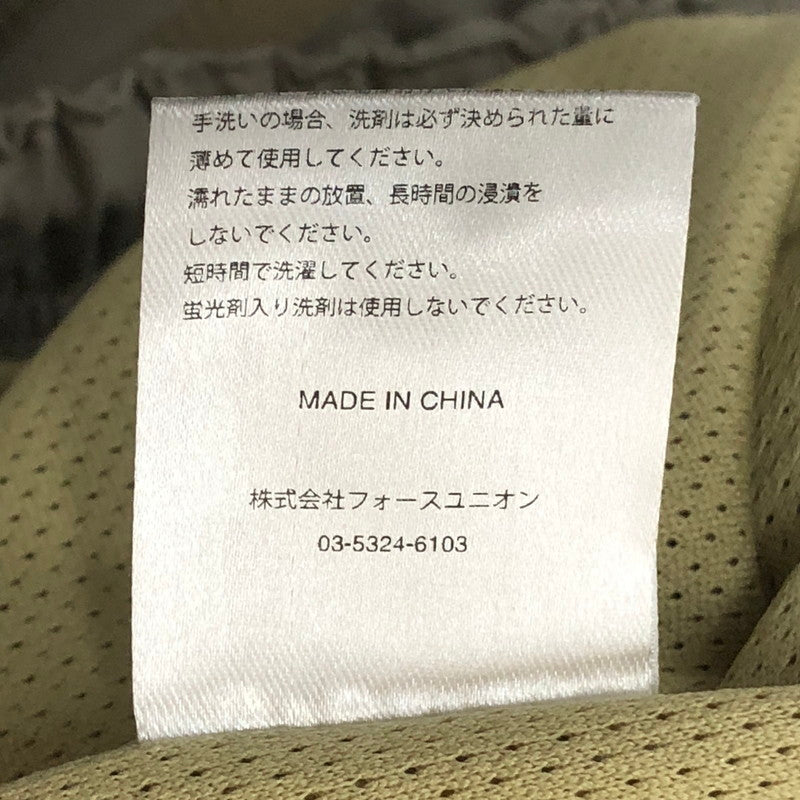 手洗いの場合、洗剤は必ず決められた量に
薄めて使用してください。
濡れたままの放置、長時間の浸漬を
しないでください。
短時間で洗濯してください。
蛍光剤入り洗剤は使用しないでください。
MADE IN CHINA
株式会社フォースユニオン
03-5324-6103